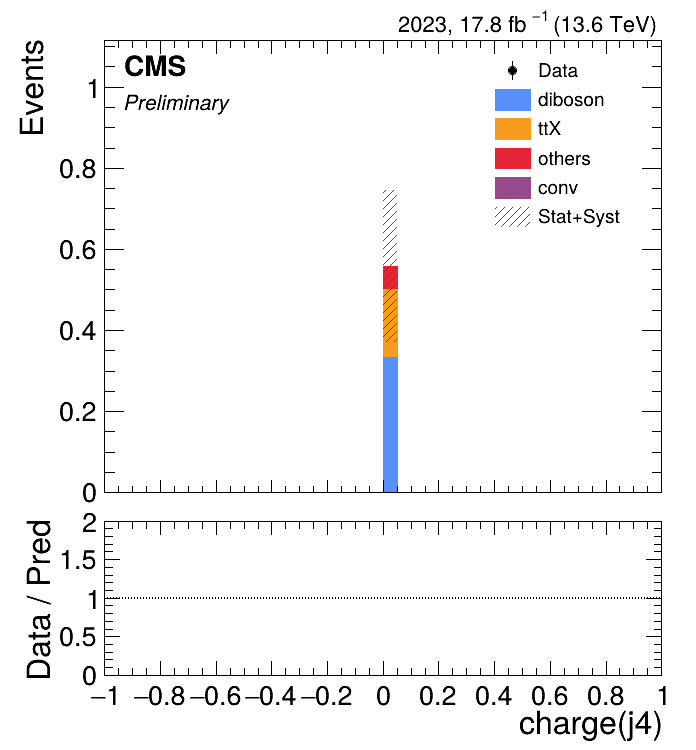 2023, 17.8 fb⁻¹ (13.6 TeV)
CMS
Preliminary
Events
Data
diboson
ttX
others
conv
Stat+Syst
1
0.8
0.6
0.4
0.2
0
Data / Pred
2
1.5
1
0.5
0
−1 −0.8 −0.6 −0.4 −0.2 0 0.2 0.4 0.6 0.8 1
charge(j4)